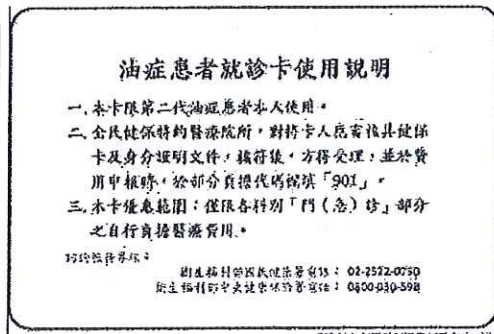 油症患者就診卡使用說明
一、本卡限第二代油症患者本人使用。
二、全民健保特約醫療院所，對持卡人應審核其健保
卡及身分證明文件，核符後，方得受理；並於費
用申報時，於部分負擔代碼欄填「901」。
三、本卡優惠範圍：僅限各科別「門（急）診」部分
之自行負擔醫療費用。
衛生福利部國民健康署電話：02-2522-0750
衛生福利部中央健康保險署電話：0800-030-598